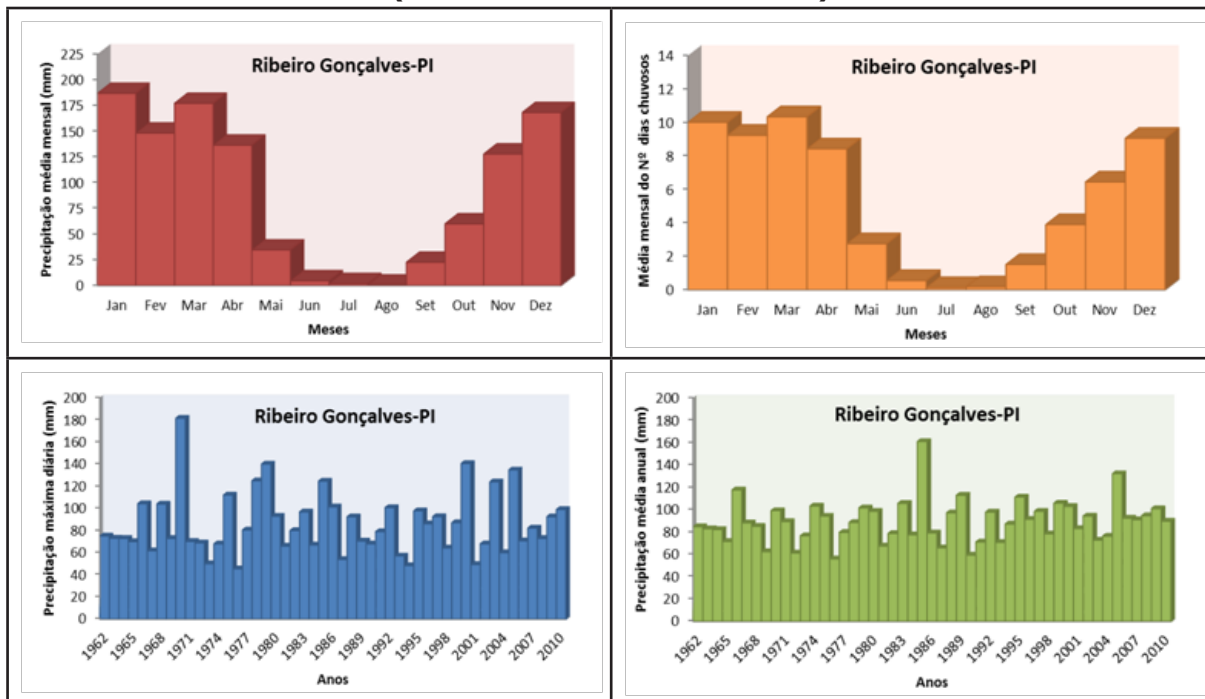 Ribeiro Gonçalves-PI
Precipitação média mensal (mm)
225
200
175
150
125
100
75
50
25
0
Jan Fev Mar Abr Mai Jun Jul Ago Set Out Nov Dez
Meses
Ribeiro Gonçalves-PI
Média mensal do Nº dias chuvosos
14
12
10
8
6
4
2
0
Jan Fev Mar Abr Mai Jun Jul Ago Set Out Nov Dez
Meses
Ribeiro Gonçalves-PI
Precipitação máxima diária (mm)
200
180
160
140
120
100
80
60
40
20
0
1962 1965 1968 1971 1974 1977 1980 1983 1986 1989 1992 1995 1998 2001 2004 2007 2010
Anos
Ribeiro Gonçalves-PI
Precipitação média anual (mm)
200
180
160
140
120
100
80
60
40
20
0
1962 1965 1968 1971 1974 1977 1980 1983 1986 1989 1992 1995 1998 2001 2004 2007 2010
Anos